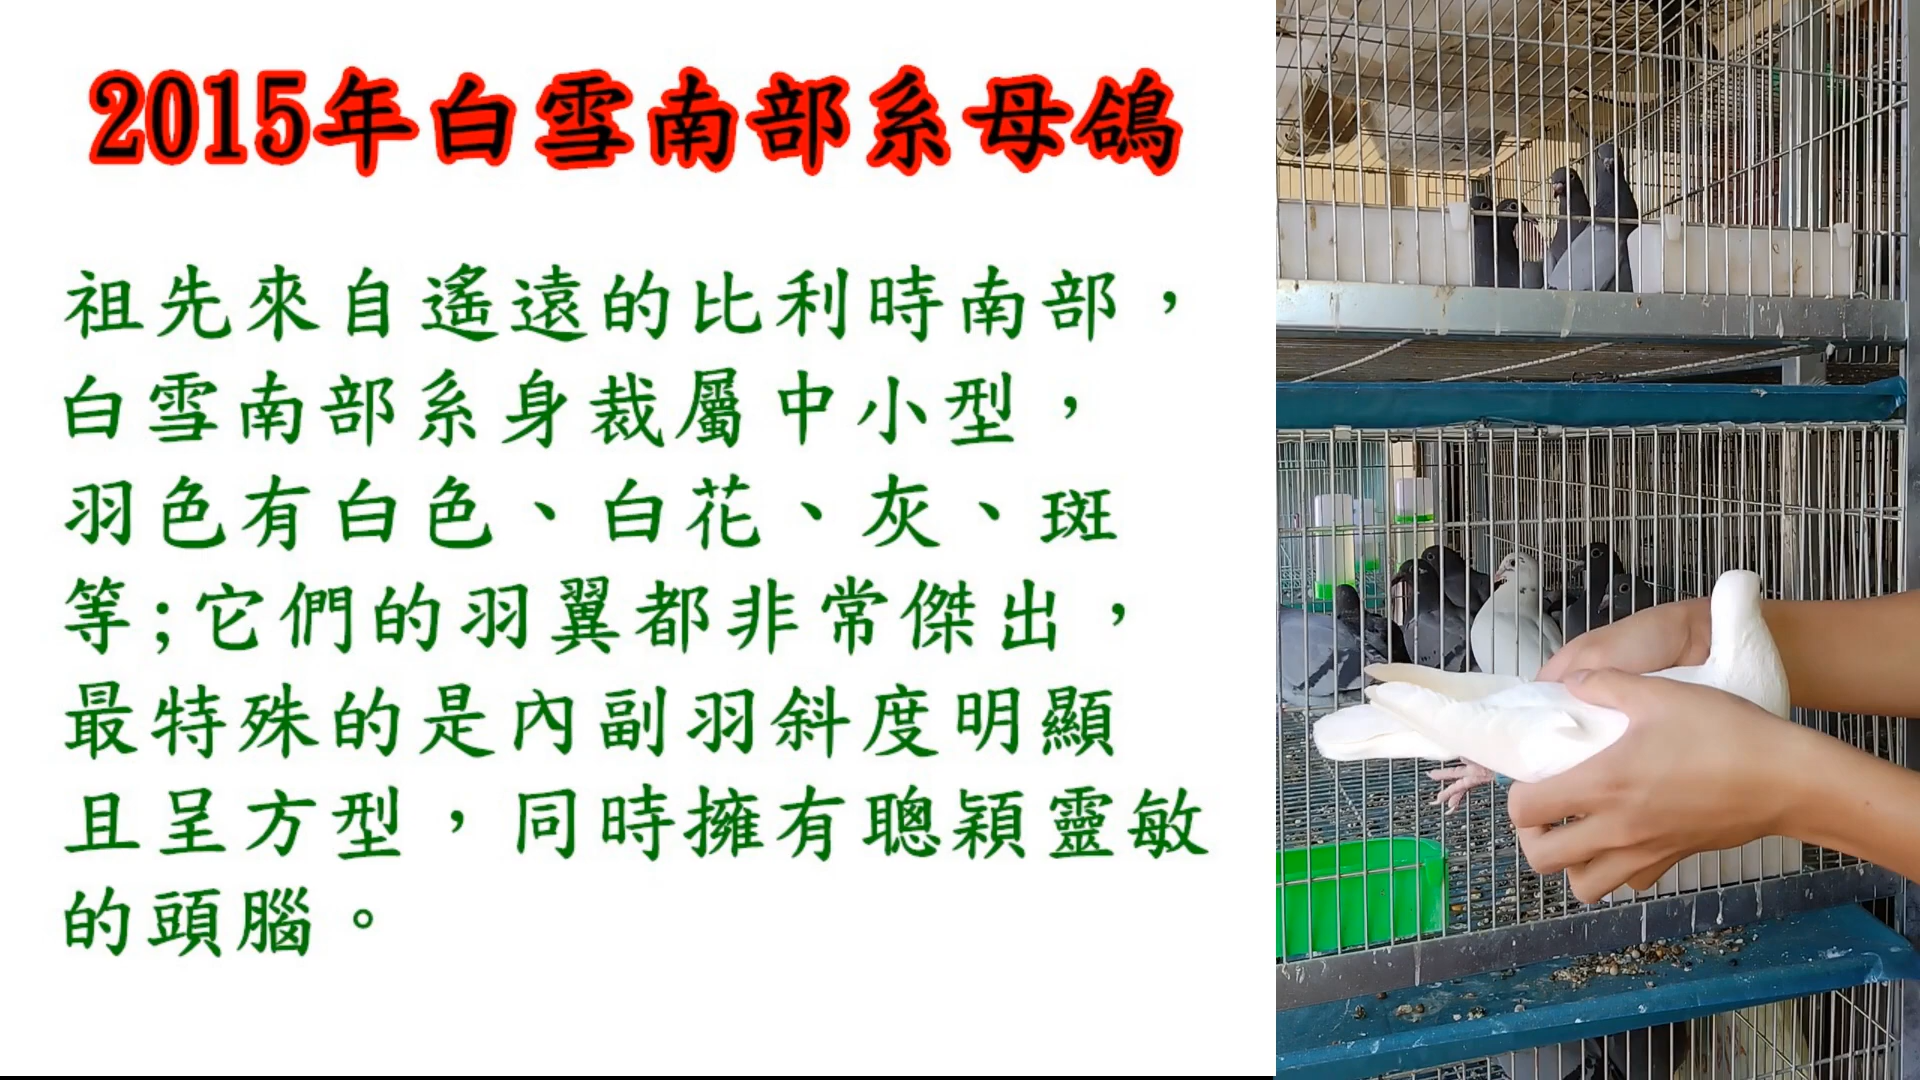 2015年白雪南部系母鴿
祖先來自遙遠的比利時南部，
白雪南部系身裁屬中小型，
羽色有白色、白花、灰、斑
等;它們的羽翼都非常傑出，
最特殊的是內副羽斜度明顯
且呈方型，同時擁有聰穎靈敏
的頭腦。